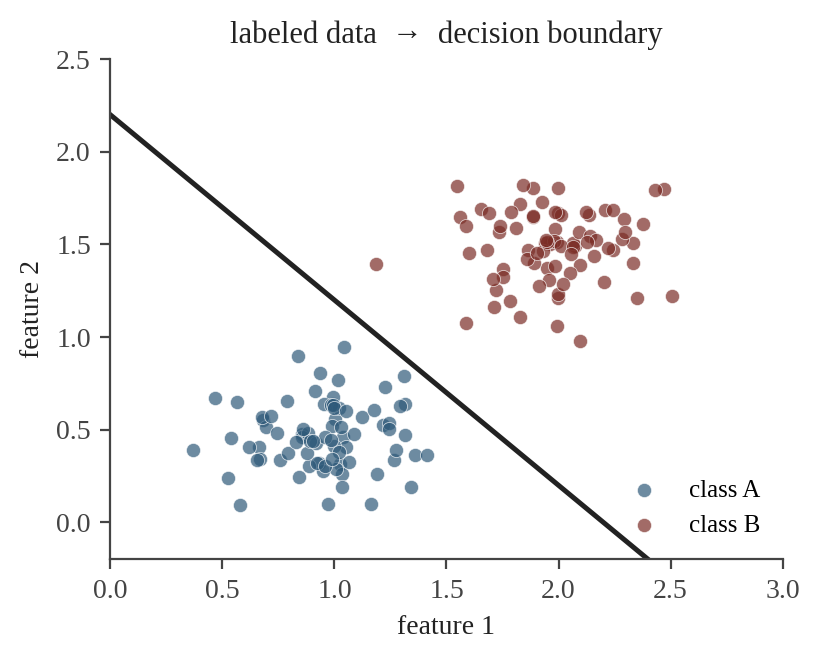 labeled data → decision boundary
2.5
2.0
1.5
1.0
0.5
0.0
feature 2
class A
class B
0.0 0.5 1.0 1.5 2.0 2.5 3.0
feature 1